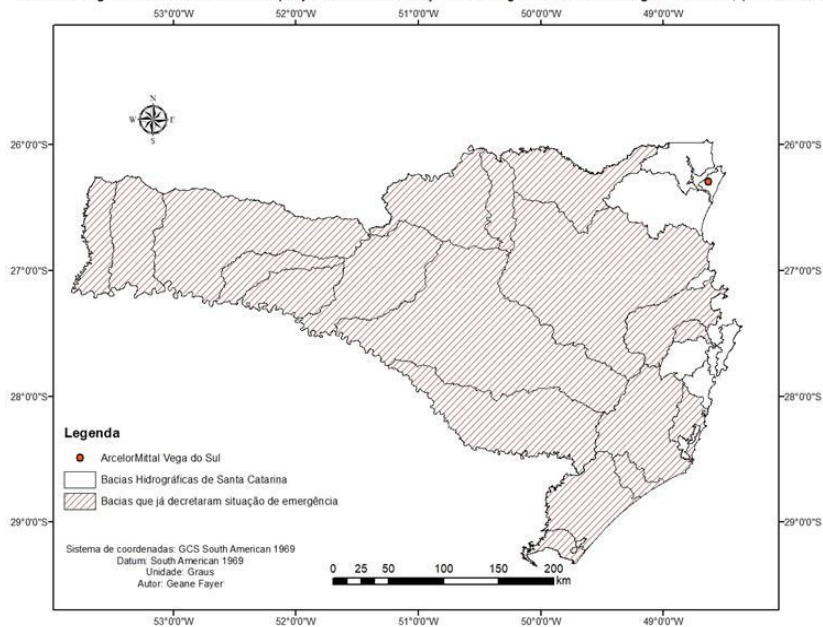 53°0'0"W 52°0'0"W 51°0'0"W 50°0'0"W 49°0'0"W
N
W E
S
26°0'0"S 26°0'0"S
27°0'0"S 27°0'0"S
28°0'0"S 28°0'0"S
29°0'0"S 29°0'0"S
Legenda
ArcelorMittal Vega do Sul
Bacias Hidrográficas de Santa Catarina
Bacias que já decretaram situação de emergência
Sistema de coordenadas: GCS South American 1969
Datum: South American 1969
Unidade: Graus
Autor: Geane Fayer
0 25 50 100 150 200
km
53°0'0"W 52°0'0"W 51°0'0"W 50°0'0"W 49°0'0"W